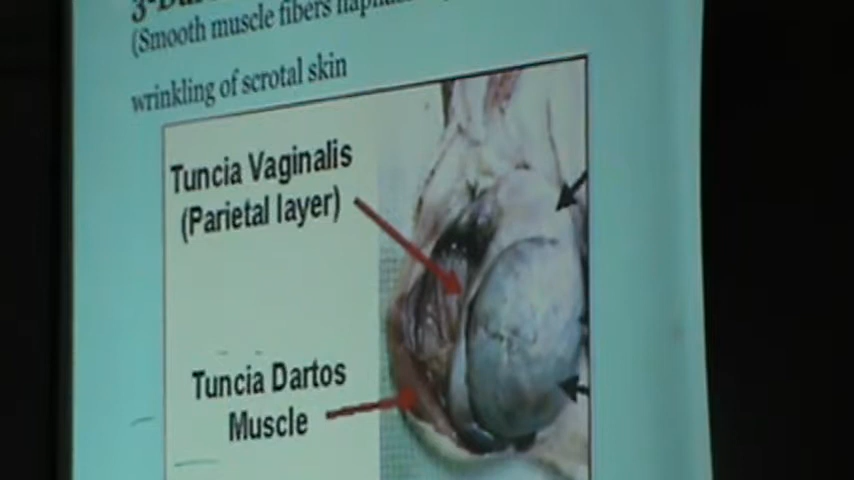 (Smooth muscle fibers
wrinkling of scrotal skin
Tuncia Vaginalis
(Parietal layer)
Tuncia Dartos
Muscle